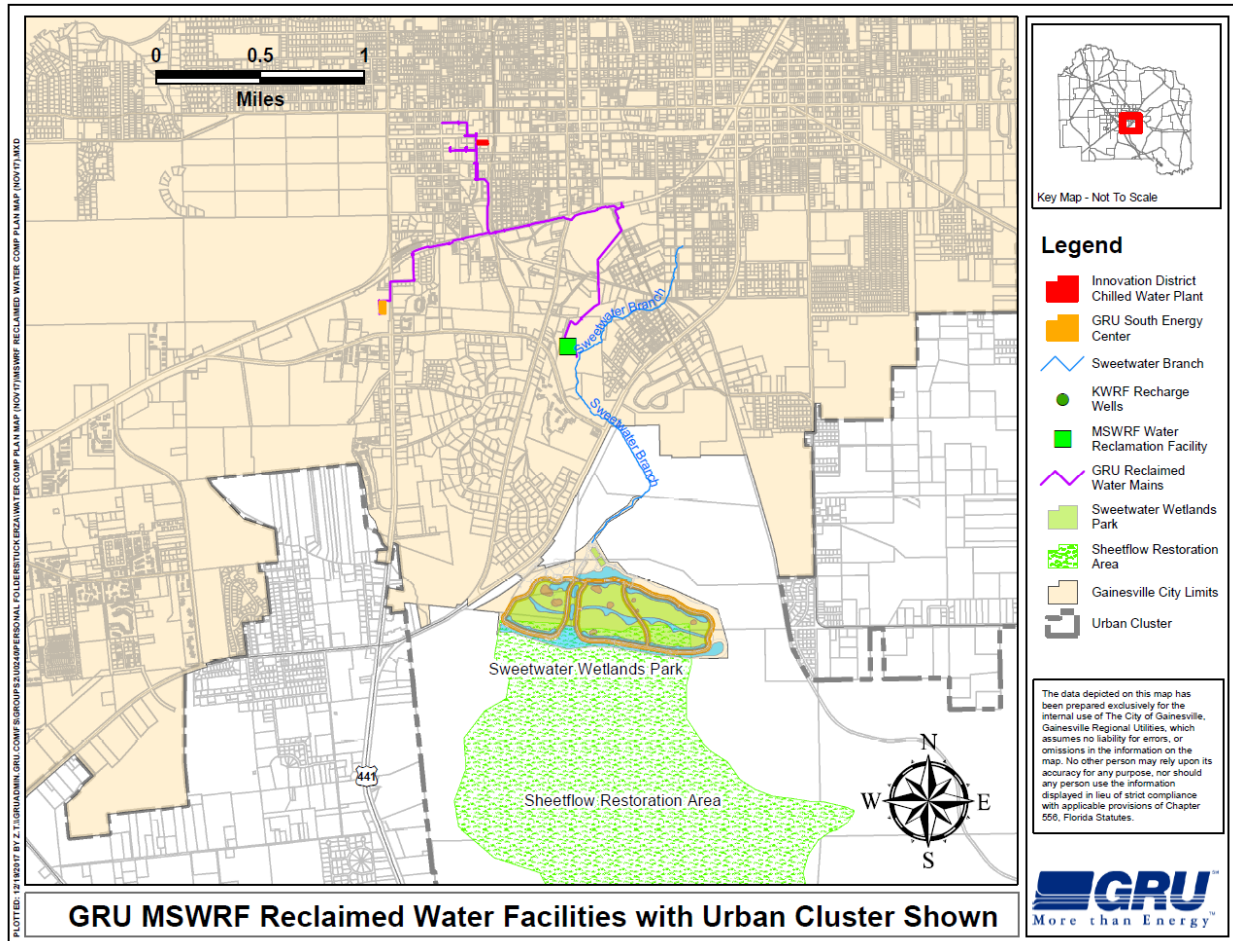 0 0.5 1
Miles
Sweetwater Branch
Sweetwater Branch
Sweetwater Wetlands Park
Sheetflow Restoration Area
441
N
W E
S
Key Map - Not To Scale
Legend
Innovation District
Chilled Water Plant
GRU South Energy
Center
Sweetwater Branch
KWRF Recharge
Wells
MSWRF Water
Reclamation Facility
GRU Reclaimed
Water Mains
Sweetwater Wetlands
Park
Sheetflow Restoration
Area
Gainesville City Limits
Urban Cluster
The data depicted on this map has
been prepared exclusively for the
internal use of The City of Gainesville,
Gainesville Regional Utilities, which
assumes no liability for errors, or
omissions in the information on the
map. No other person may rely upon its
accuracy for any purpose, nor should
any person use the information
displayed in lieu of strict compliance
with applicable provisions of Chapter
556, Florida Statutes.
GRU
More than Energy
GRU MSWRF Reclaimed Water Facilities with Urban Cluster Shown